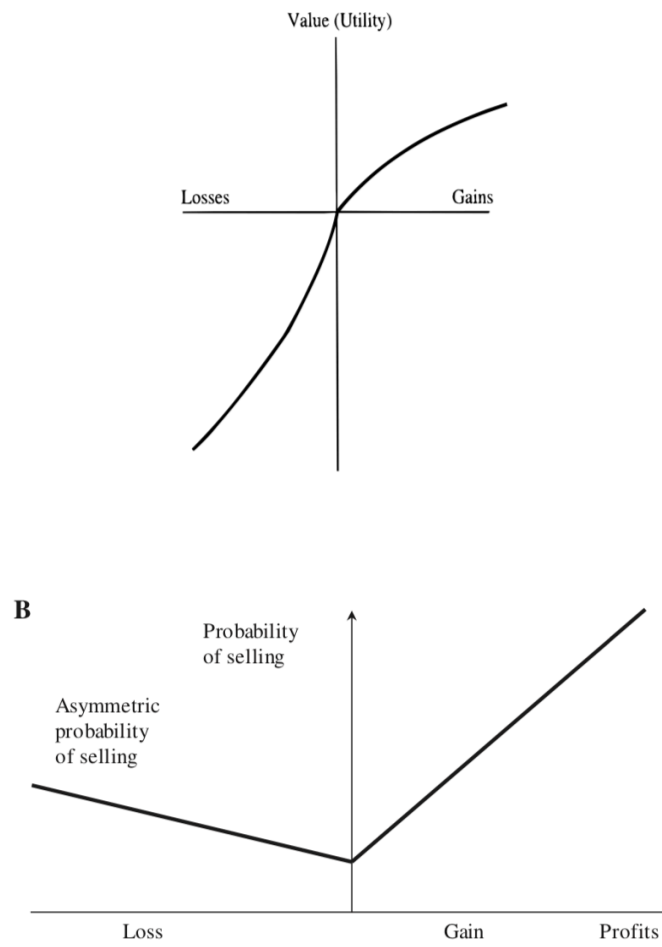 Value (Utility)
Losses
Gains
B
Probability
of selling
Asymmetric
probability
of selling
Loss
Gain
Profits